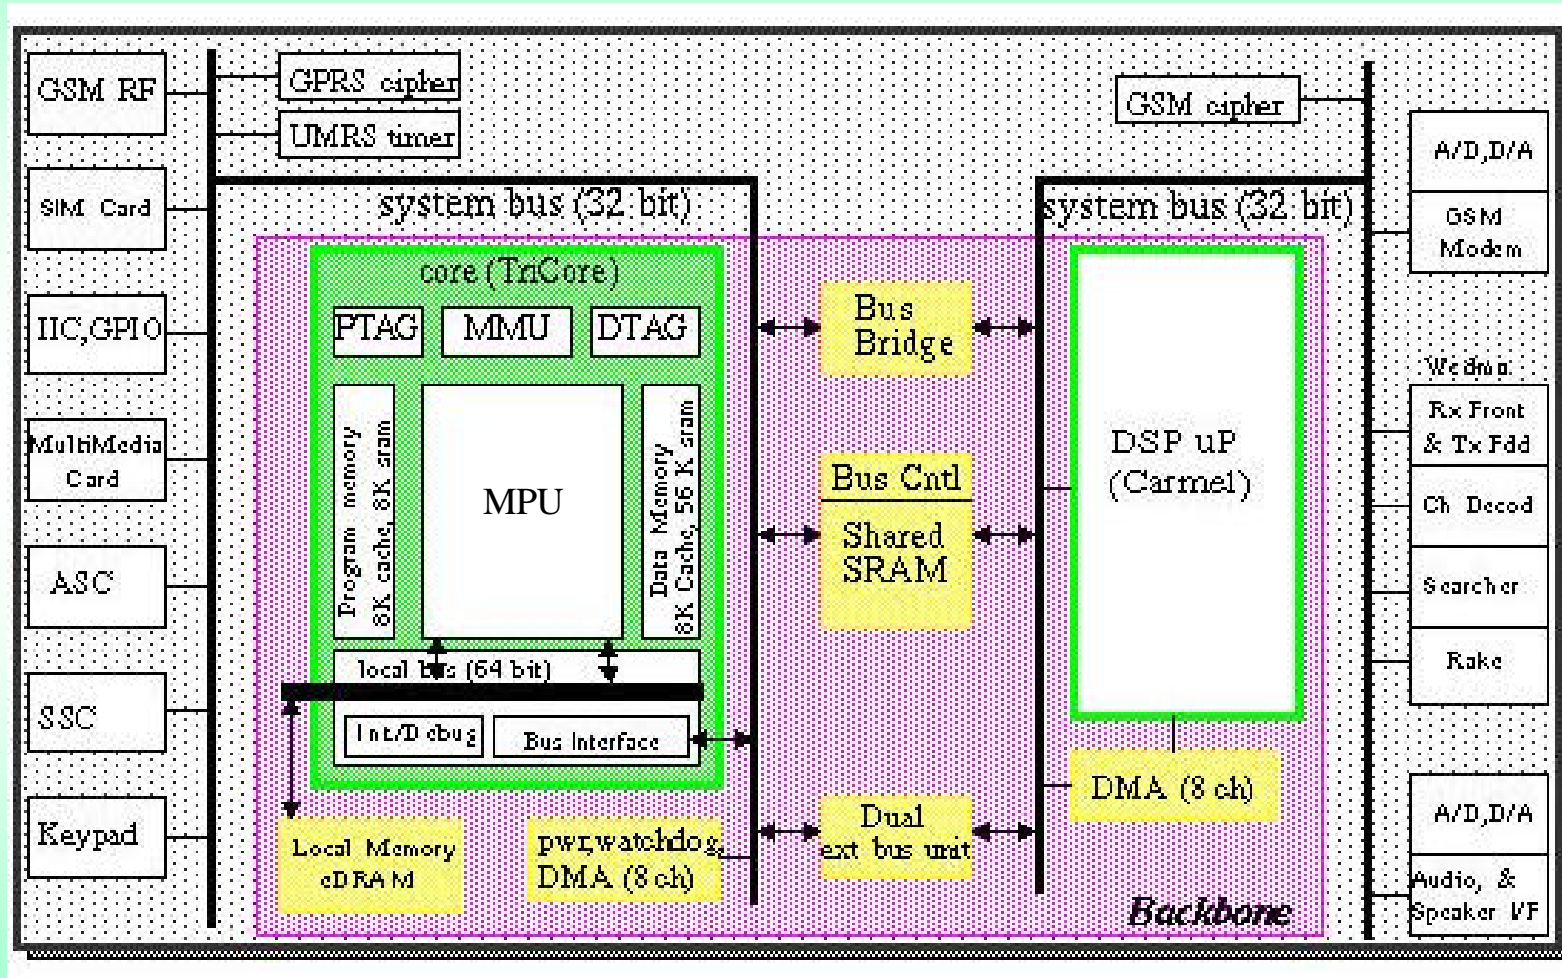 GSM RF
SIM Card
IIC,GPIO
MultiMedia
Card
ASC
SSC
Keypad
GPRS cipher
UMRS timer
system bus (32 bit)
core (TriCore)
PTAG
MMU
DTAG
Program memory
8K cache, 8K sram
MPU
Data Memory
8K Cache, 56 K sram
local bus (64 bit)
Int/Debug
Bus Interface
Local Memory
eDRAM
pwr,watchdog,
DMA (8 ch)
Bus
Bridge
Bus Cntl
Shared
SRAM
Dual
ext bus unit
GSM cipher
system bus (32 bit)
DSP uP
(Carmel)
DMA (8 ch)
Backbone
A/D,D/A
GSM
Modem
Wcdma
Rx Front
& Tx Fdd
Ch Decod
Searcher
Rake
A/D,D/A
Audio, &
Speaker I/F